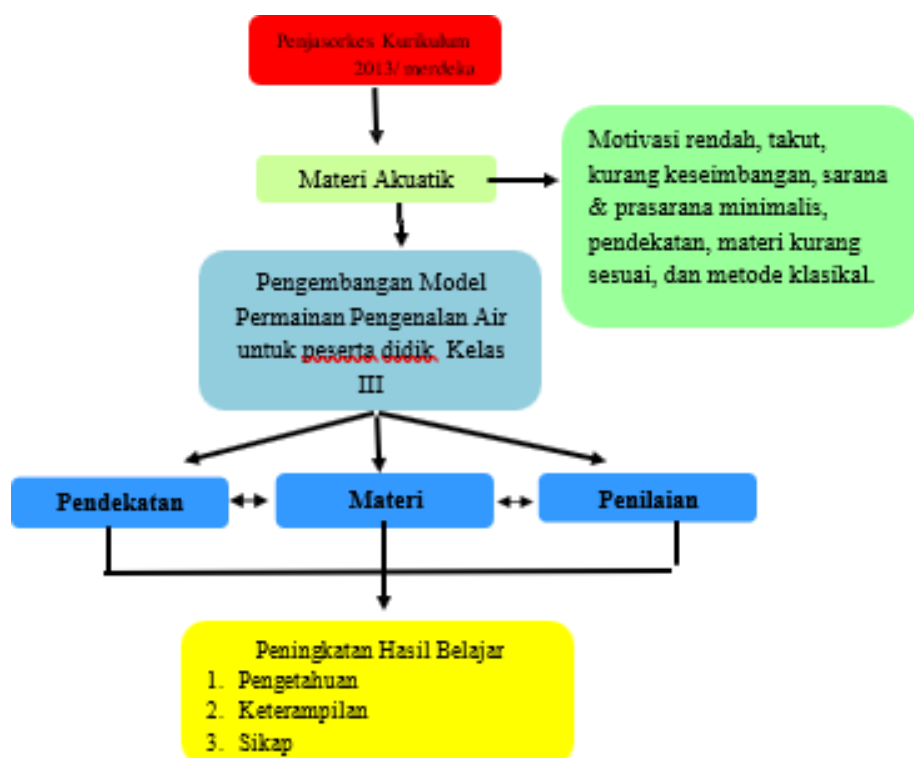 Penjasorkes Kurikulum
2013/ merdeka
Materi Akuatik
Motivasi rendah, takut,
kurang keseimbangan, sarana
& prasarana minimalis,
pendekatan, materi kurang
sesuai, dan metode klasikal.
Pengembangan Model
Permainan Pengenalan Air
untuk peserta didik Kelas
III
Pendekatan
Materi
Penilaian
Peningkatan Hasil Belajar
1. Pengetahuan
2. Keterampilan
3. Sikap